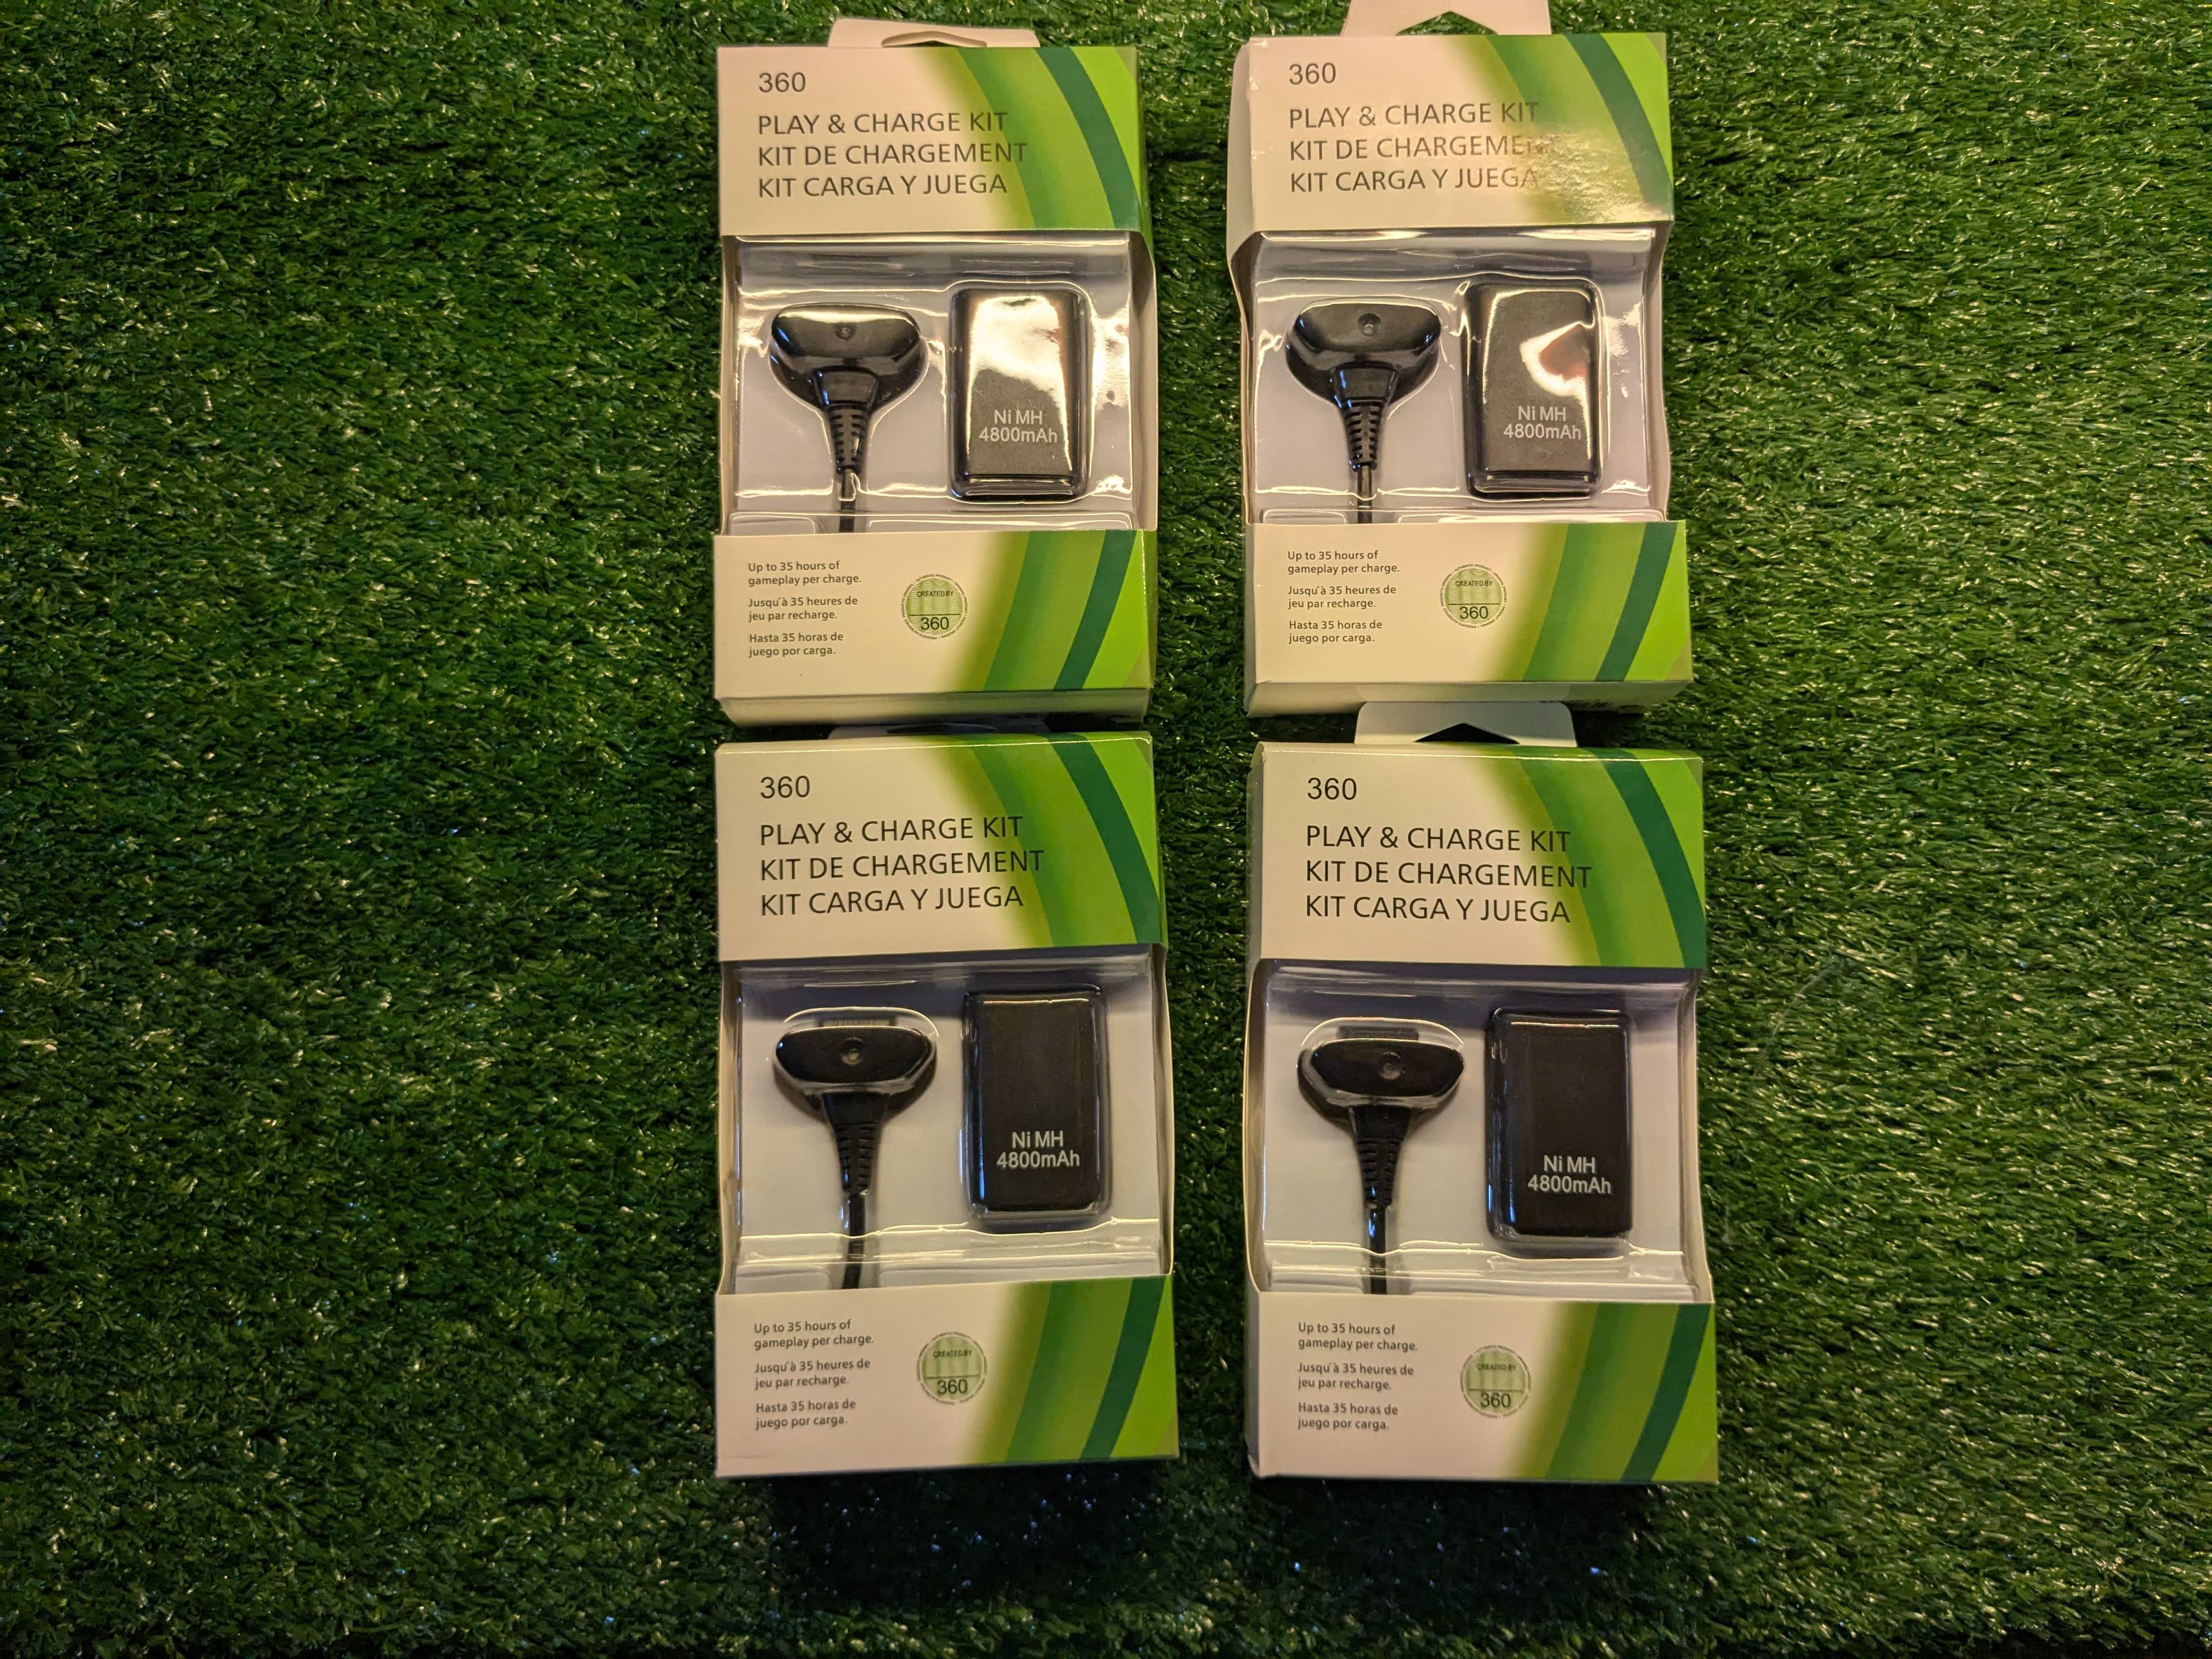 360
PLAY & CHARGE KIT
KIT DE CHARGEMENT
KIT CARGA Y JUEGA
Ni MH
4800mAh
Up to 35 hours of
gameplay per charge.
Jusqu'à 35 heures de
jeu par recharge.
Hasta 35 horas de
juego por carga.
CREATED BY
360
360
PLAY & CHARGE KIT
KIT DE CHARGEMENT
KIT CARGA Y JUEGA
Ni MH
4800mAh
Up to 35 hours of
gameplay per charge.
Jusqu'à 35 heures de
jeu par recharge.
Hasta 35 horas de
juego por carga.
CREATED BY
360
360
PLAY & CHARGE KIT
KIT DE CHARGEMENT
KIT CARGA Y JUEGA
Ni MH
4800mAh
Up to 35 hours of
gameplay per charge.
Jusqu'à 35 heures de
jeu par recharge.
Hasta 35 horas de
juego por carga.
CREATED BY
360
360
PLAY & CHARGE KIT
KIT DE CHARGEMENT
KIT CARGA Y JUEGA
Ni MH
4800mAh
Up to 35 hours of
gameplay per charge.
Jusqu'à 35 heures de
jeu par recharge.
Hasta 35 horas de
juego por carga.
CREATED BY
360